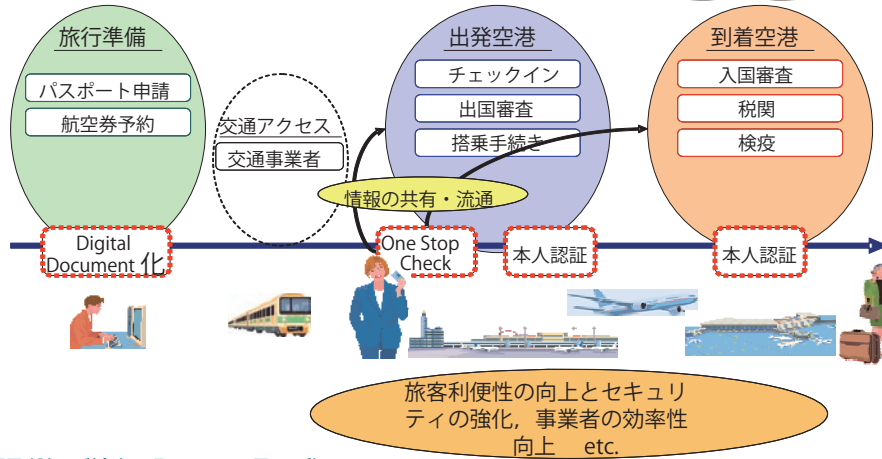 旅行準備
パスポート申請
航空券予約
交通アクセス
交通事業者
出発空港
チェックイン
出国審査
搭乗手続き
到着空港
入国審査
税関
検疫
情報の共有・流通
Digital
Document 化
One Stop
Check
本人認証
本人認証
旅客利便性の向上とセキュリ
ティの強化，事業者の効率性
向上 etc.